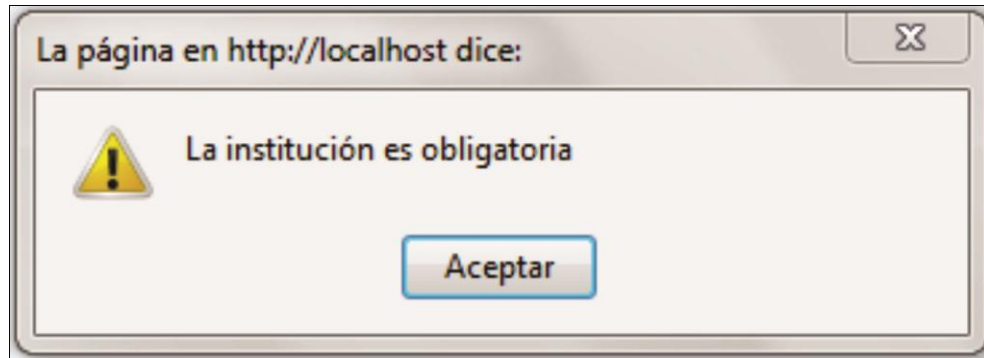 La página en http://localhost dice:
La institución es obligatoria
Aceptar